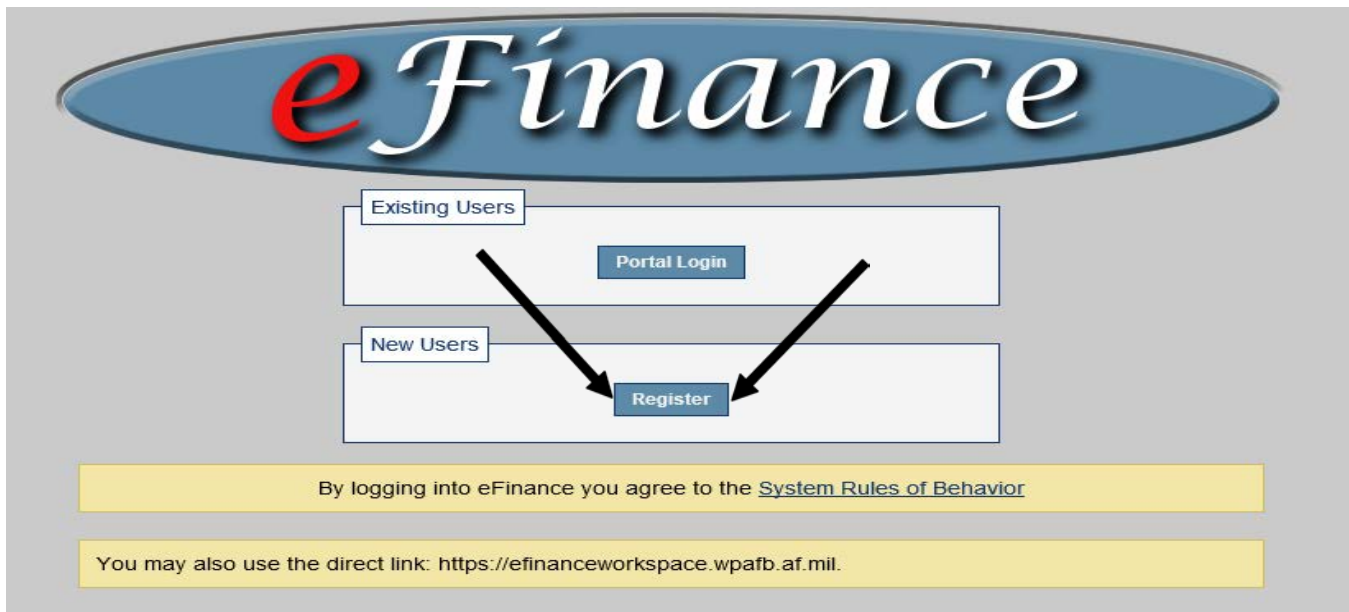 eFinance
Existing Users
Portal Login
New Users
Register
By logging into eFinance you agree to the System Rules of Behavior
You may also use the direct link: https://efinanceworkspace.wpafb.af.mil.